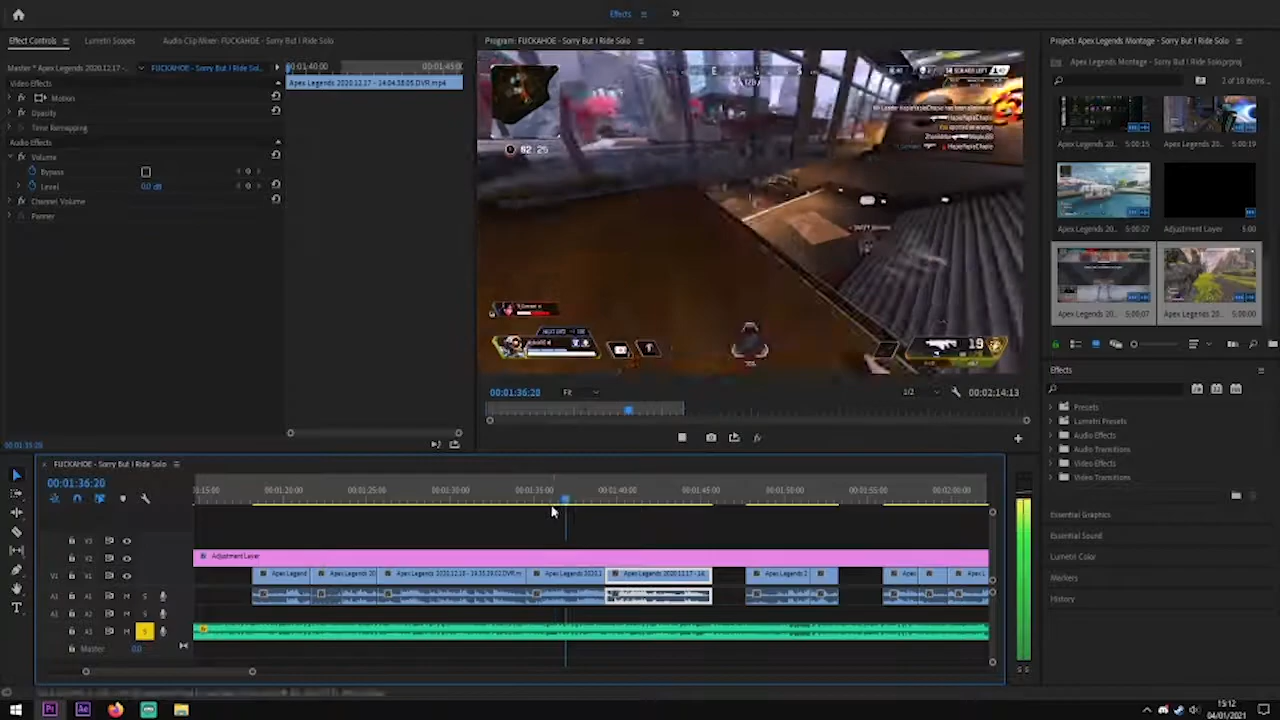 Effects
Effect Controls
Lumetri Scopes
Audio Clip Mixer: FUCKAHOE - Sorry But I Ride Solo
Master * Apex Legends 2020.12.17 -...
FUCKAHOE - Sorry But I Ride Sol...
00:01:40:00
00:01:45:00
Video Effects
Apex Legends 2020.12.17 - 14.04.38.05.DVR.mp4
fx Motion
fx Opacity
Time Remapping
Audio Effects
fx Volume
Bypass
Level
0.0 dB
fx Channel Volume
Panner
00:01:35:20
Program: FUCKAHOE - Sorry But I Ride Solo
E
19
00:01:36:20
Fit
1/2
00:02:14:13
fx
Project: Apex Legends Montage - Sorry But I Ride Solo
Apex Legends Montage - Sorry But I Ride Solo.prproj
2 of 18 items...
Apex Legends 20...
5:00:15
Apex Legends 20...
5:00:19
Apex Legends 20...
5:00:27
Adjustment Layer
5:00
Apex Legends 20...
5:00:07
Apex Legends 20...
5:00:00
Effects
Presets
Lumetri Presets
Audio Effects
Audio Transitions
Video Effects
Video Transitions
Essential Graphics
Essential Sound
Lumetri Color
Markers
History
FUCKAHOE - Sorry But I Ride Solo
00:01:36:20
:15:00
00:01:20:00
00:01:25:00
00:01:30:00
00:01:35:00
00:01:40:00
00:01:45:00
00:01:50:00
00:01:55:00
00:02:00:00
V3
V2
Adjustment Layer
V1
V1
Apex Legend
Apex Legends 20
Apex Legends 2020.12.18 - 19.35.29.02.DVR.m
Apex Legends 2020.1
Apex Legends 2020.12.17 - 14.
Apex Legends 2
Apex
Apex L
A1
A1
M
S
A2
M
S
A3
M
S
Master
0.0
S S
Pr
Ae
15:12
04/01/2021